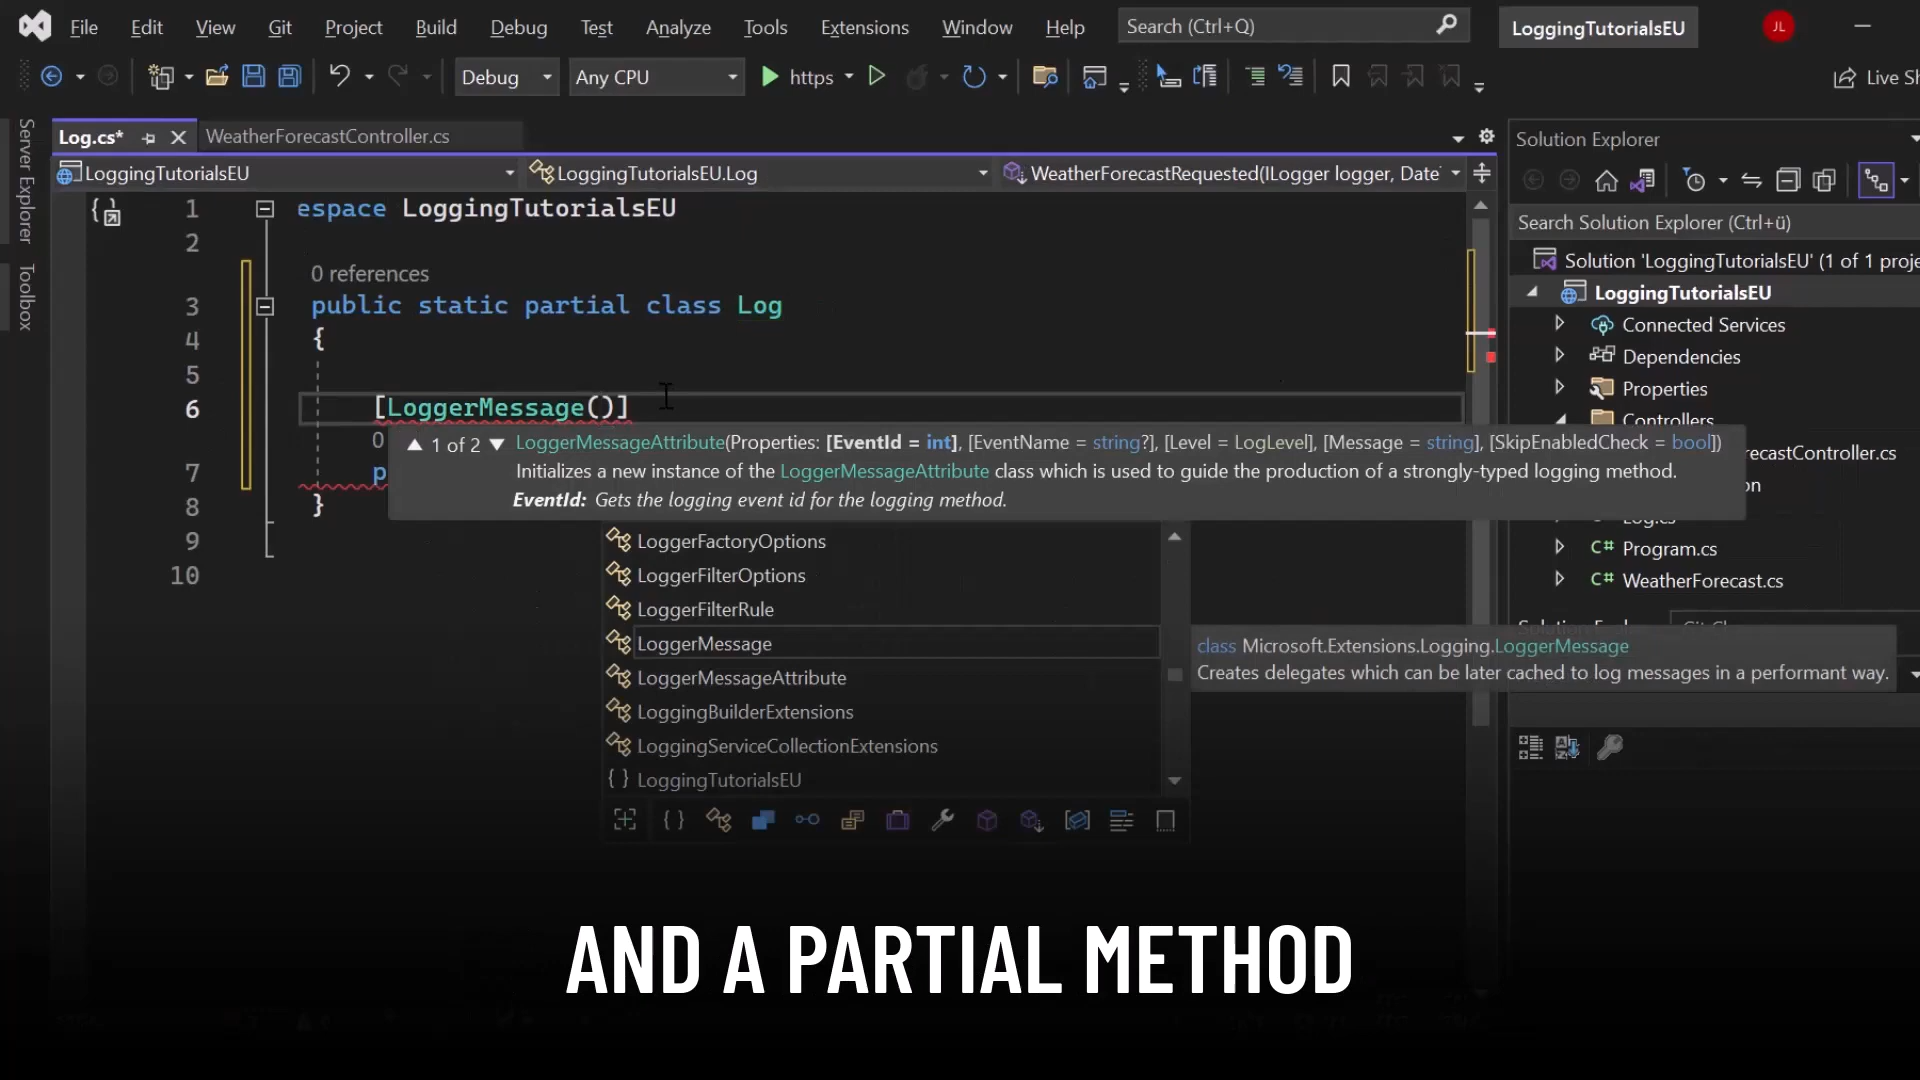 File Edit View Git Project Build Debug Test Analyze Tools Extensions Window Help Search (Ctrl+Q) LoggingTutorialsEU JL
Debug Any CPU https Live Sh
Server Explorer
Toolbox
Log.cs* WeatherForecastController.cs
LoggingTutorialsEU LoggingTutorialsEU.Log WeatherForecastRequested(ILogger logger, Date
1 espace LoggingTutorialsEU
2
0 references
3 public static partial class Log
4 {
5
6 [LoggerMessage()]
0
7 p
8 }
9
10
1 of 2 LoggerMessageAttribute(Properties: [EventId = int], [EventName = string?], [Level = LogLevel], [Message = string], [SkipEnabledCheck = bool])
Initializes a new instance of the LoggerMessageAttribute class which is used to guide the production of a strongly-typed logging method.
EventId: Gets the logging event id for the logging method.
LoggerFactoryOptions
LoggerFilterOptions
LoggerFilterRule
LoggerMessage
LoggerMessageAttribute
LoggingBuilderExtensions
LoggingServiceCollectionExtensions
{ } LoggingTutorialsEU
class Microsoft.Extensions.Logging.LoggerMessage
Creates delegates which can be later cached to log messages in a performant way.
Solution Explorer
Search Solution Explorer (Ctrl+ü)
Solution 'LoggingTutorialsEU' (1 of 1 proje
LoggingTutorialsEU
Connected Services
Dependencies
Properties
Controllers
recastController.cs
on
Log.cs
C# Program.cs
C# WeatherForecast.cs
AND A PARTIAL METHOD